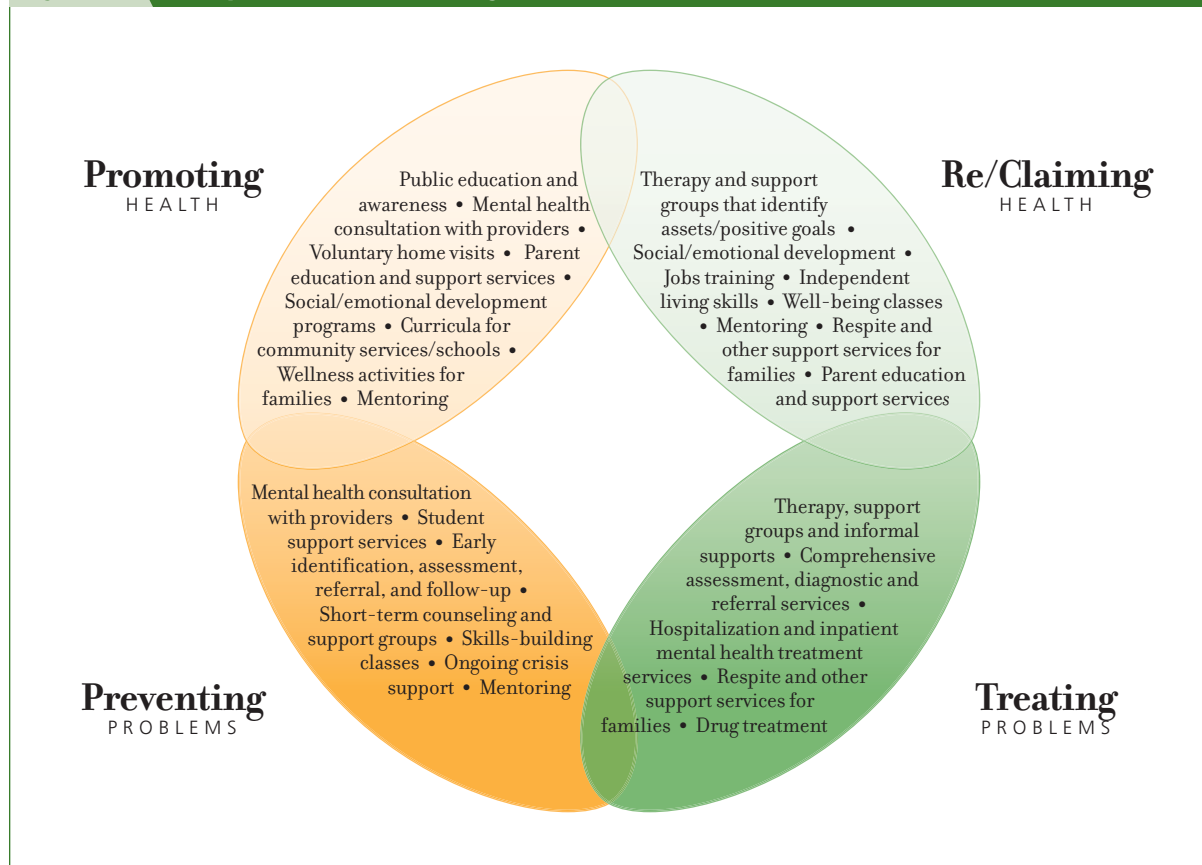 Promoting
HEALTH
Public education and
awareness • Mental health
consultation with providers •
Voluntary home visits • Parent
education and support services •
Social/emotional development
programs • Curricula for
community services/schools •
Wellness activities for
families • Mentoring
Re/Claiming
HEALTH
Therapy and support
groups that identify
assets/positive goals •
Social/emotional development •
Jobs training • Independent
living skills • Well-being classes
• Mentoring • Respite and
other support services for
families • Parent education
and support services
Preventing
PROBLEMS
Mental health consultation
with providers • Student
support services • Early
identification, assessment,
referral, and follow-up •
Short-term counseling and
support groups • Skills-building
classes • Ongoing crisis
support • Mentoring
Treating
PROBLEMS
Therapy, support
groups and informal
supports • Comprehensive
assessment, diagnostic and
referral services •
Hospitalization and inpatient
mental health treatment
services • Respite and other
support services for
families • Drug treatment